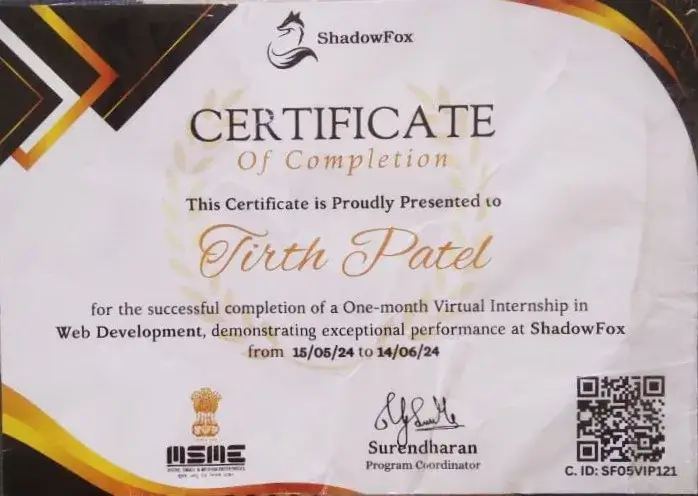 ShadowFox
CERTIFICATE
Of Completion
This Certificate is Proudly Presented to
Tirth Patel
for the successful completion of a One-month Virtual Internship in
Web Development, demonstrating exceptional performance at ShadowFox
from 15/05/24 to 14/06/24
MSME
Surendharan
Program Coordinator
C. ID: SF05VIP121